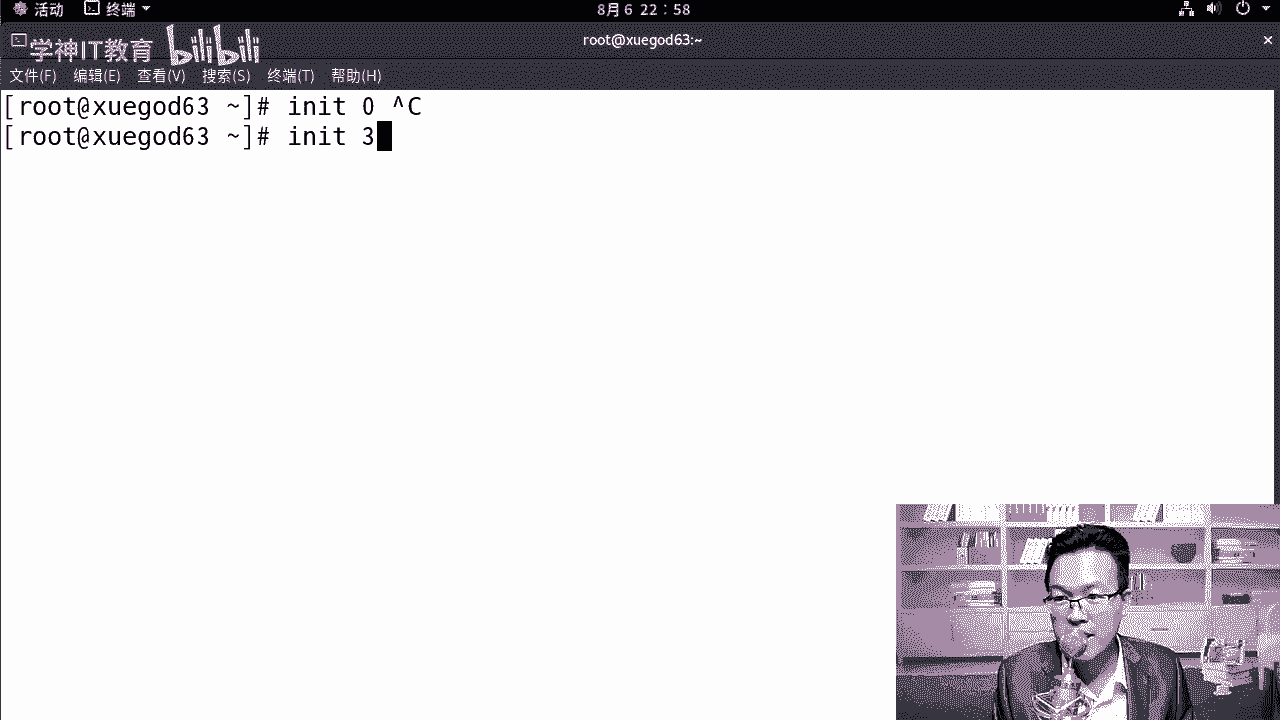 活动 终端 8月6 22:58
root@xuegod63:~ ×
学神IT教育 bilibili
文件(F) 编辑(E) 查看(V) 搜索(S) 终端(T) 帮助(H)
[root@xuegod63 ~]# init 0 ^C
[root@xuegod63 ~]# init 3